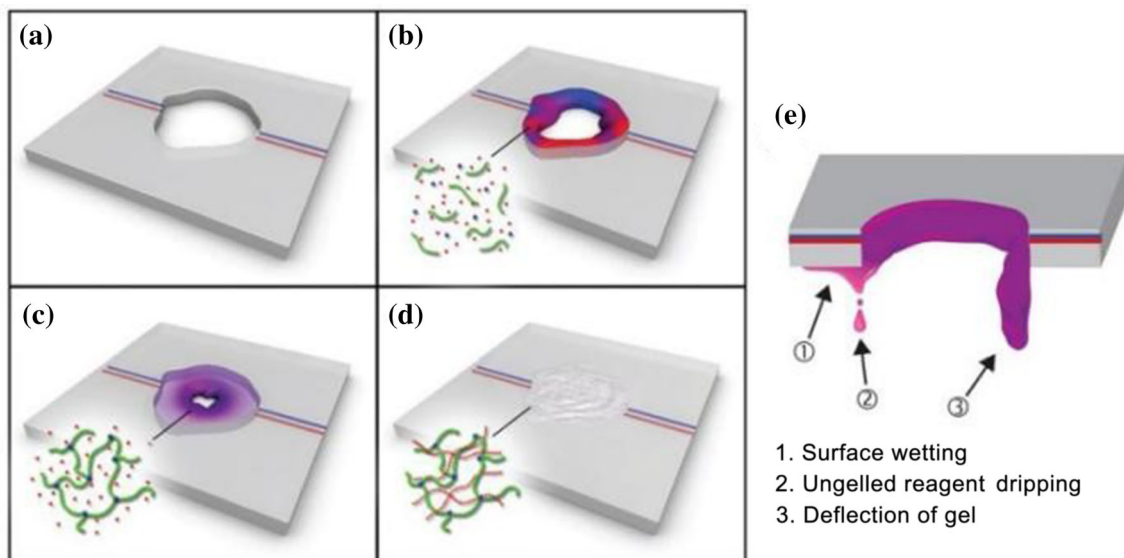 (a)
(b)
(c)
(d)
(e)
①
②
③
1. Surface wetting
2. Ungelled reagent dripping
3. Deflection of gel